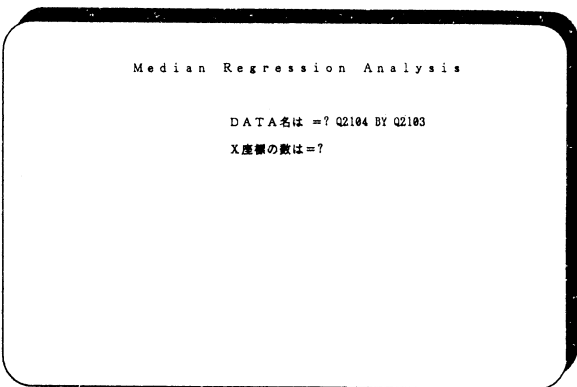 Median Regression Analysis
DATA名は =? Q2104 BY Q2103
X座標の数は=?